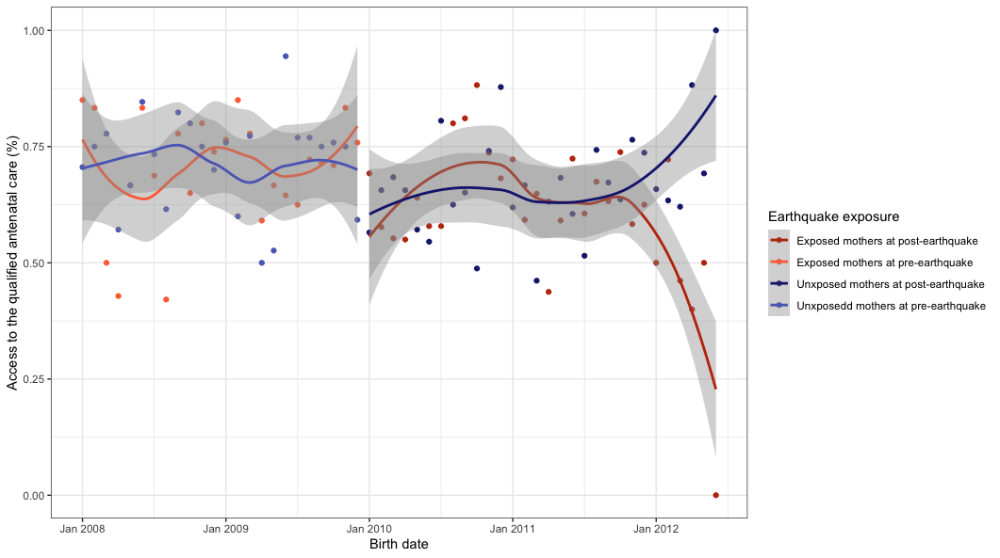 Access to the qualified antenatal care (%)
1.00
0.75
0.50
0.25
0.00
Jan 2008
Jan 2009
Jan 2010
Jan 2011
Jan 2012
Birth date
Earthquake exposure
Exposed mothers at post-earthquake
Exposed mothers at pre-earthquake
Unxposed mothers at post-earthquake
Unxposedd mothers at pre-earthquake